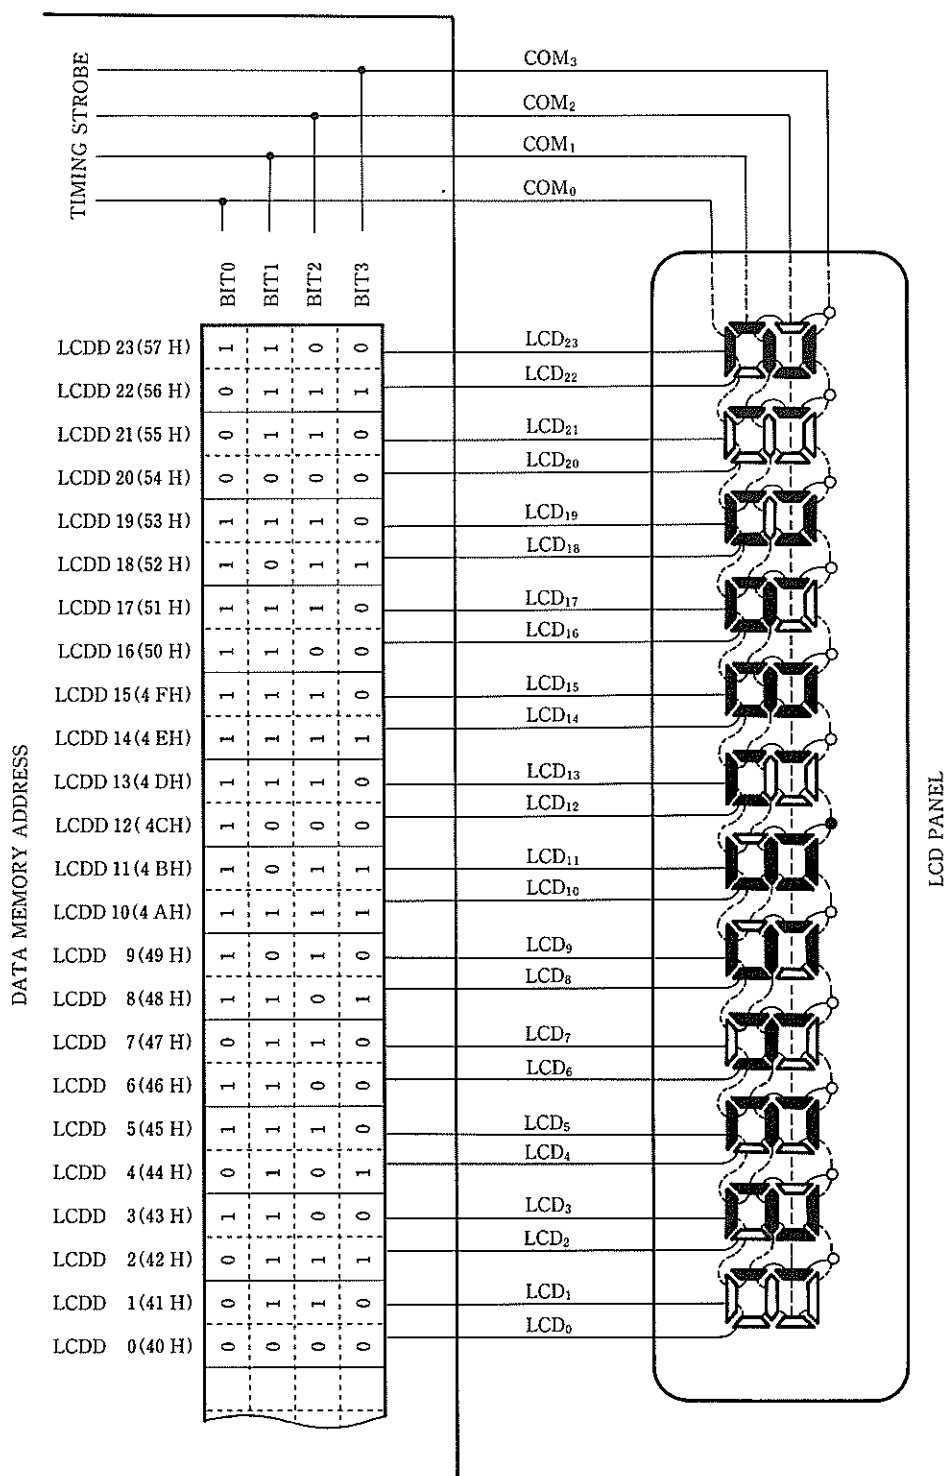 COM₃
COM₂
COM₁
COM₀
TIMING STROBE
BIT0
BIT1
BIT2
BIT3
LCDD 23(57 H) 1 1 0 0 LCD₂₃
LCDD 22(56 H) 0 1 1 1 LCD₂₂
LCDD 21(55 H) 0 1 1 0 LCD₂₁
LCDD 20(54 H) 0 0 0 0 LCD₂₀
LCDD 19(53 H) 1 1 1 0 LCD₁₉
LCDD 18(52 H) 1 0 1 1 LCD₁₈
LCDD 17(51 H) 1 1 1 0 LCD₁₇
LCDD 16(50 H) 1 1 0 0 LCD₁₆
LCDD 15(4 FH) 1 1 1 0 LCD₁₅
LCDD 14(4 EH) 1 1 1 1 LCD₁₄
LCDD 13(4 DH) 1 1 1 0 LCD₁₃
LCDD 12(4CH) 1 0 0 0 LCD₁₂
LCDD 11(4 BH) 1 0 1 1 LCD₁₁
LCDD 10(4 AH) 1 1 1 1 LCD₁₀
LCDD 9(49 H) 1 0 1 0 LCD₉
LCDD 8(48 H) 1 1 0 1 LCD₈
LCDD 7(47 H) 0 1 1 0 LCD₇
LCDD 6(46 H) 1 1 0 0 LCD₆
LCDD 5(45 H) 1 1 1 0 LCD₅
LCDD 4(44 H) 0 1 0 1 LCD₄
LCDD 3(43 H) 1 1 0 0 LCD₃
LCDD 2(42 H) 0 1 1 1 LCD₂
LCDD 1(41 H) 0 1 1 0 LCD₁
LCDD 0(40 H) 0 0 0 0 LCD₀
DATA MEMORY ADDRESS
LCD PANEL